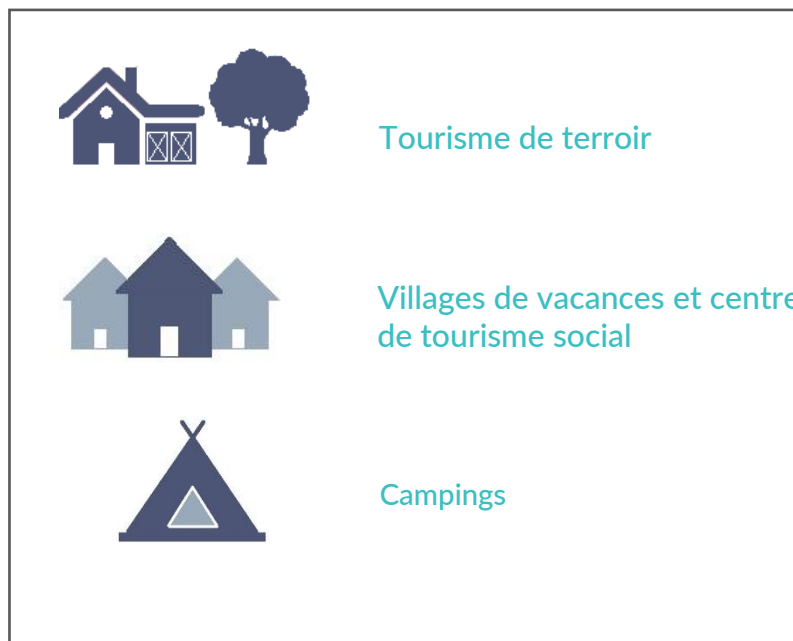 Tourisme de terroir
Villages de vacances et centre
de tourisme social
Campings